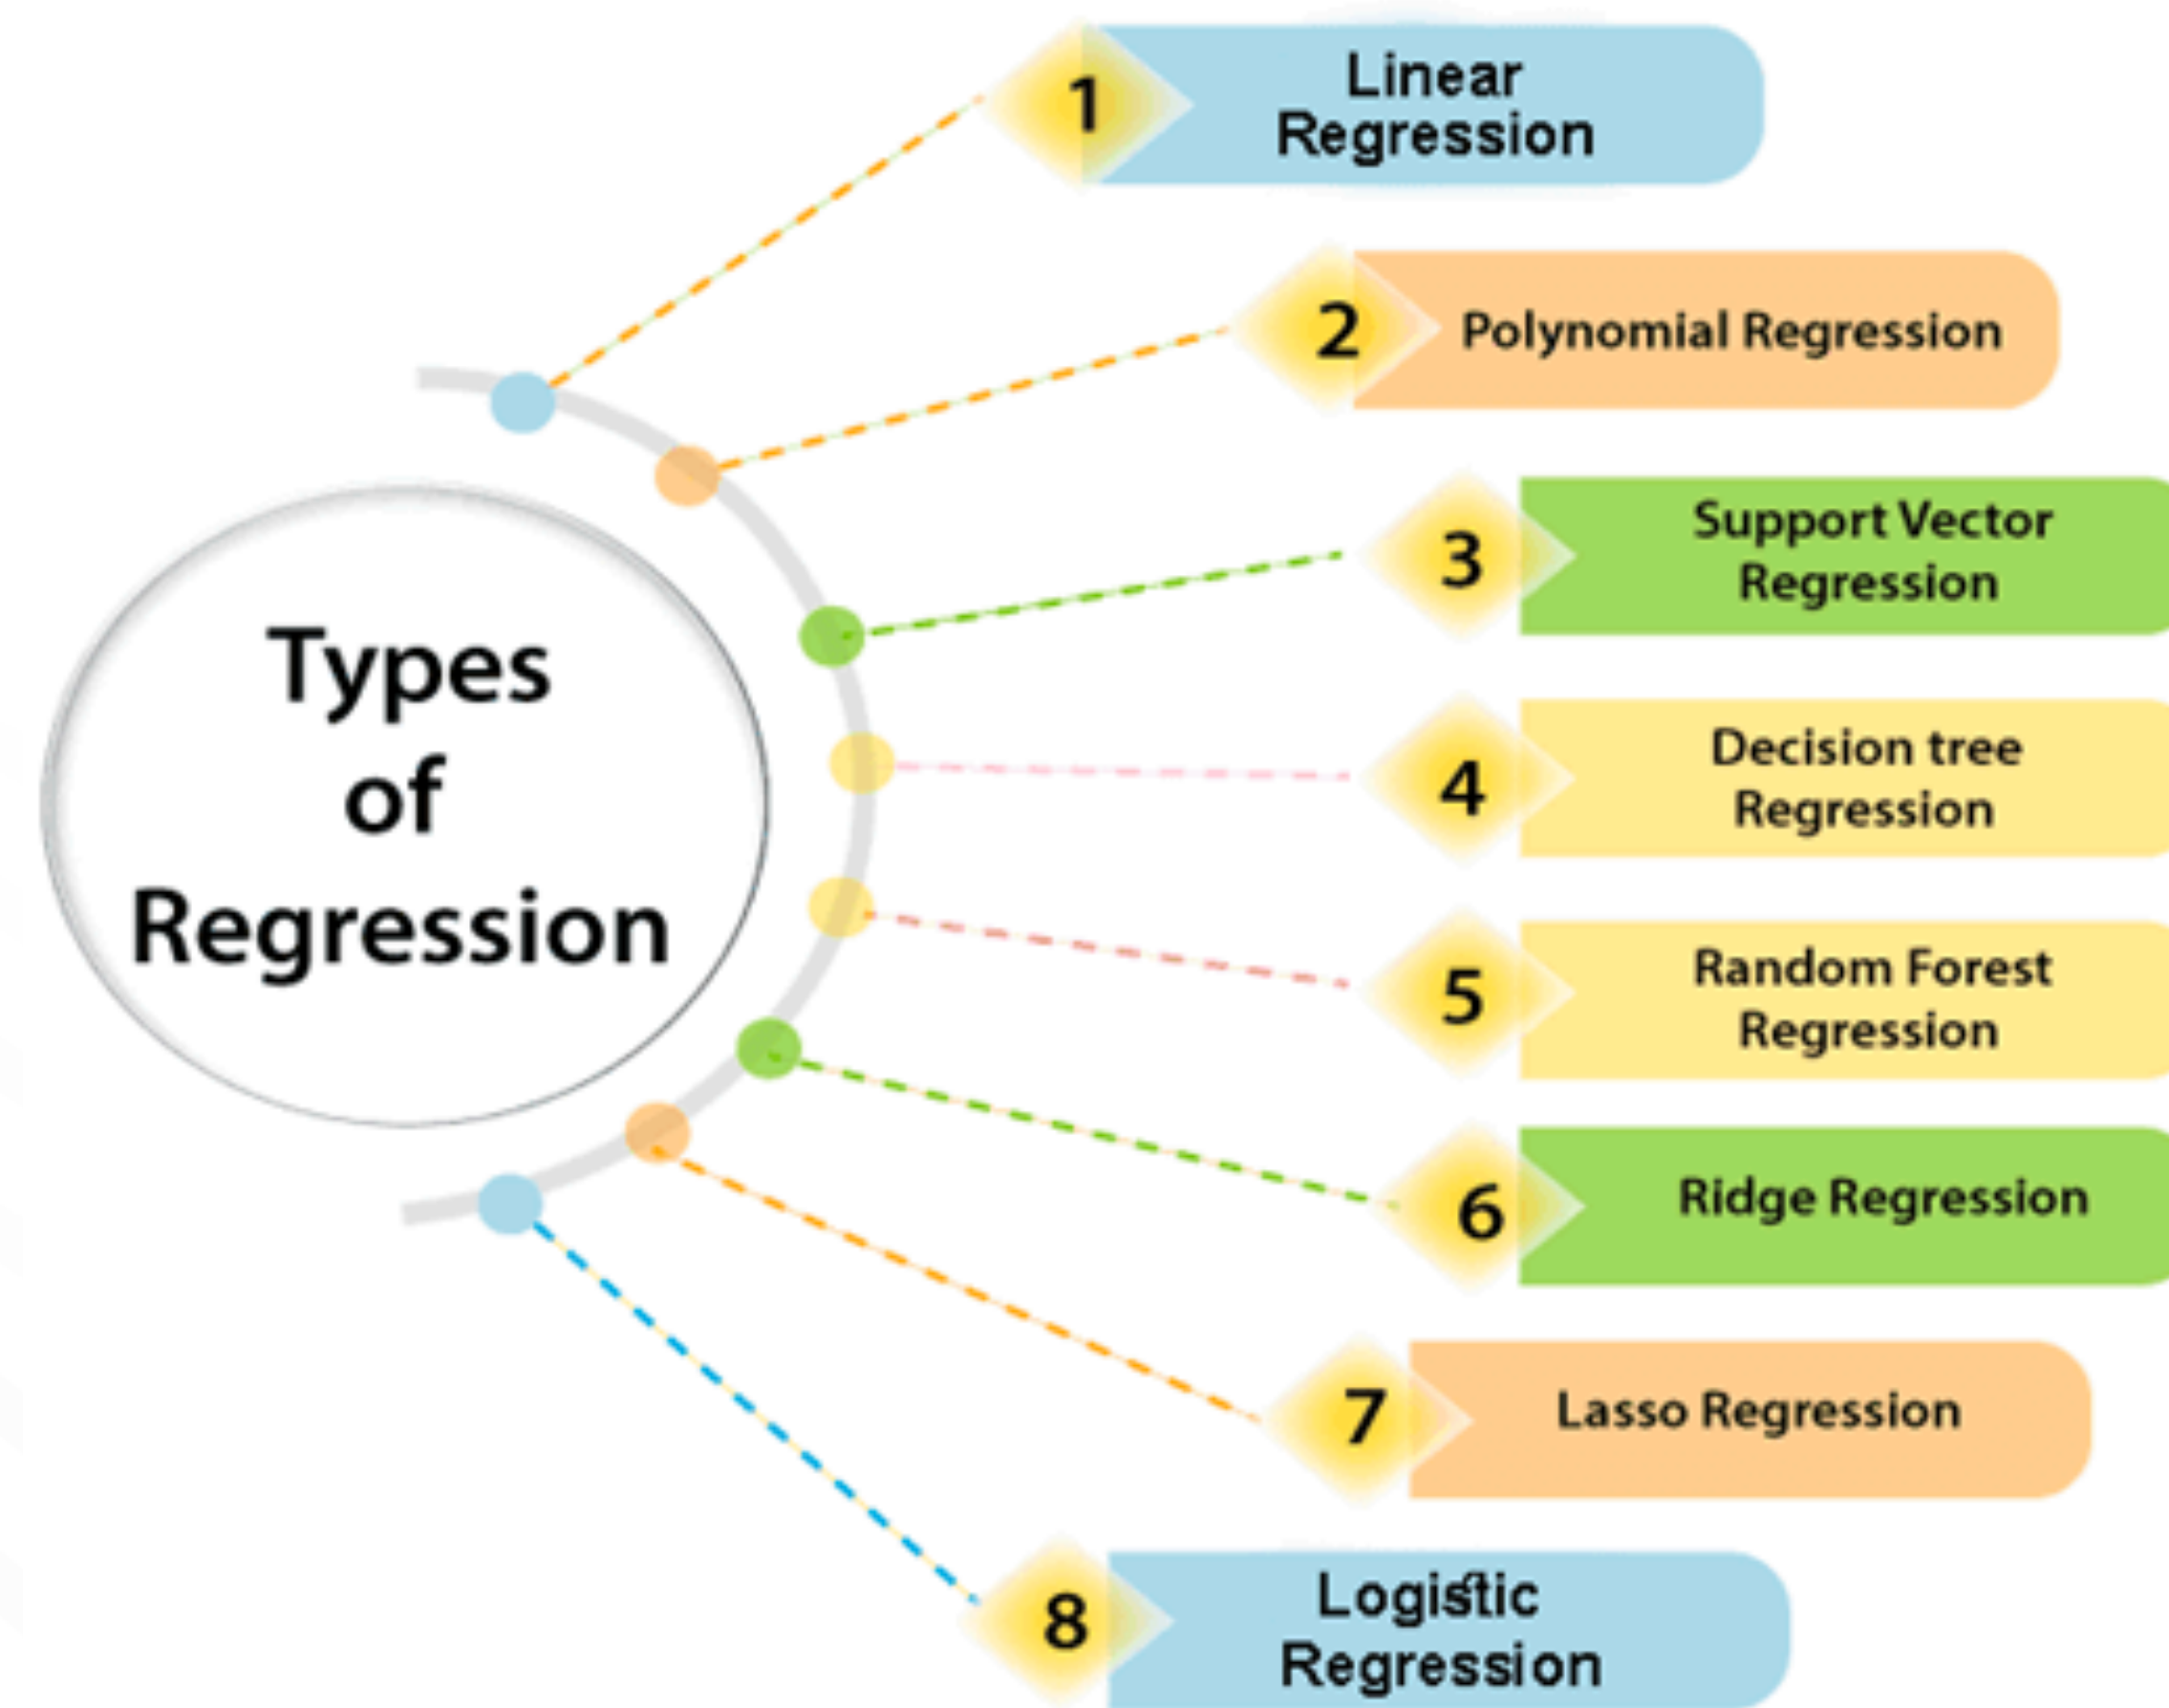 Types
of
Regression
1
Linear
Regression
2
Polynomial Regression
3
Support Vector
Regression
4
Decision tree
Regression
5
Random Forest
Regression
6
Ridge Regression
7
Lasso Regression
8
Logistic
Regression